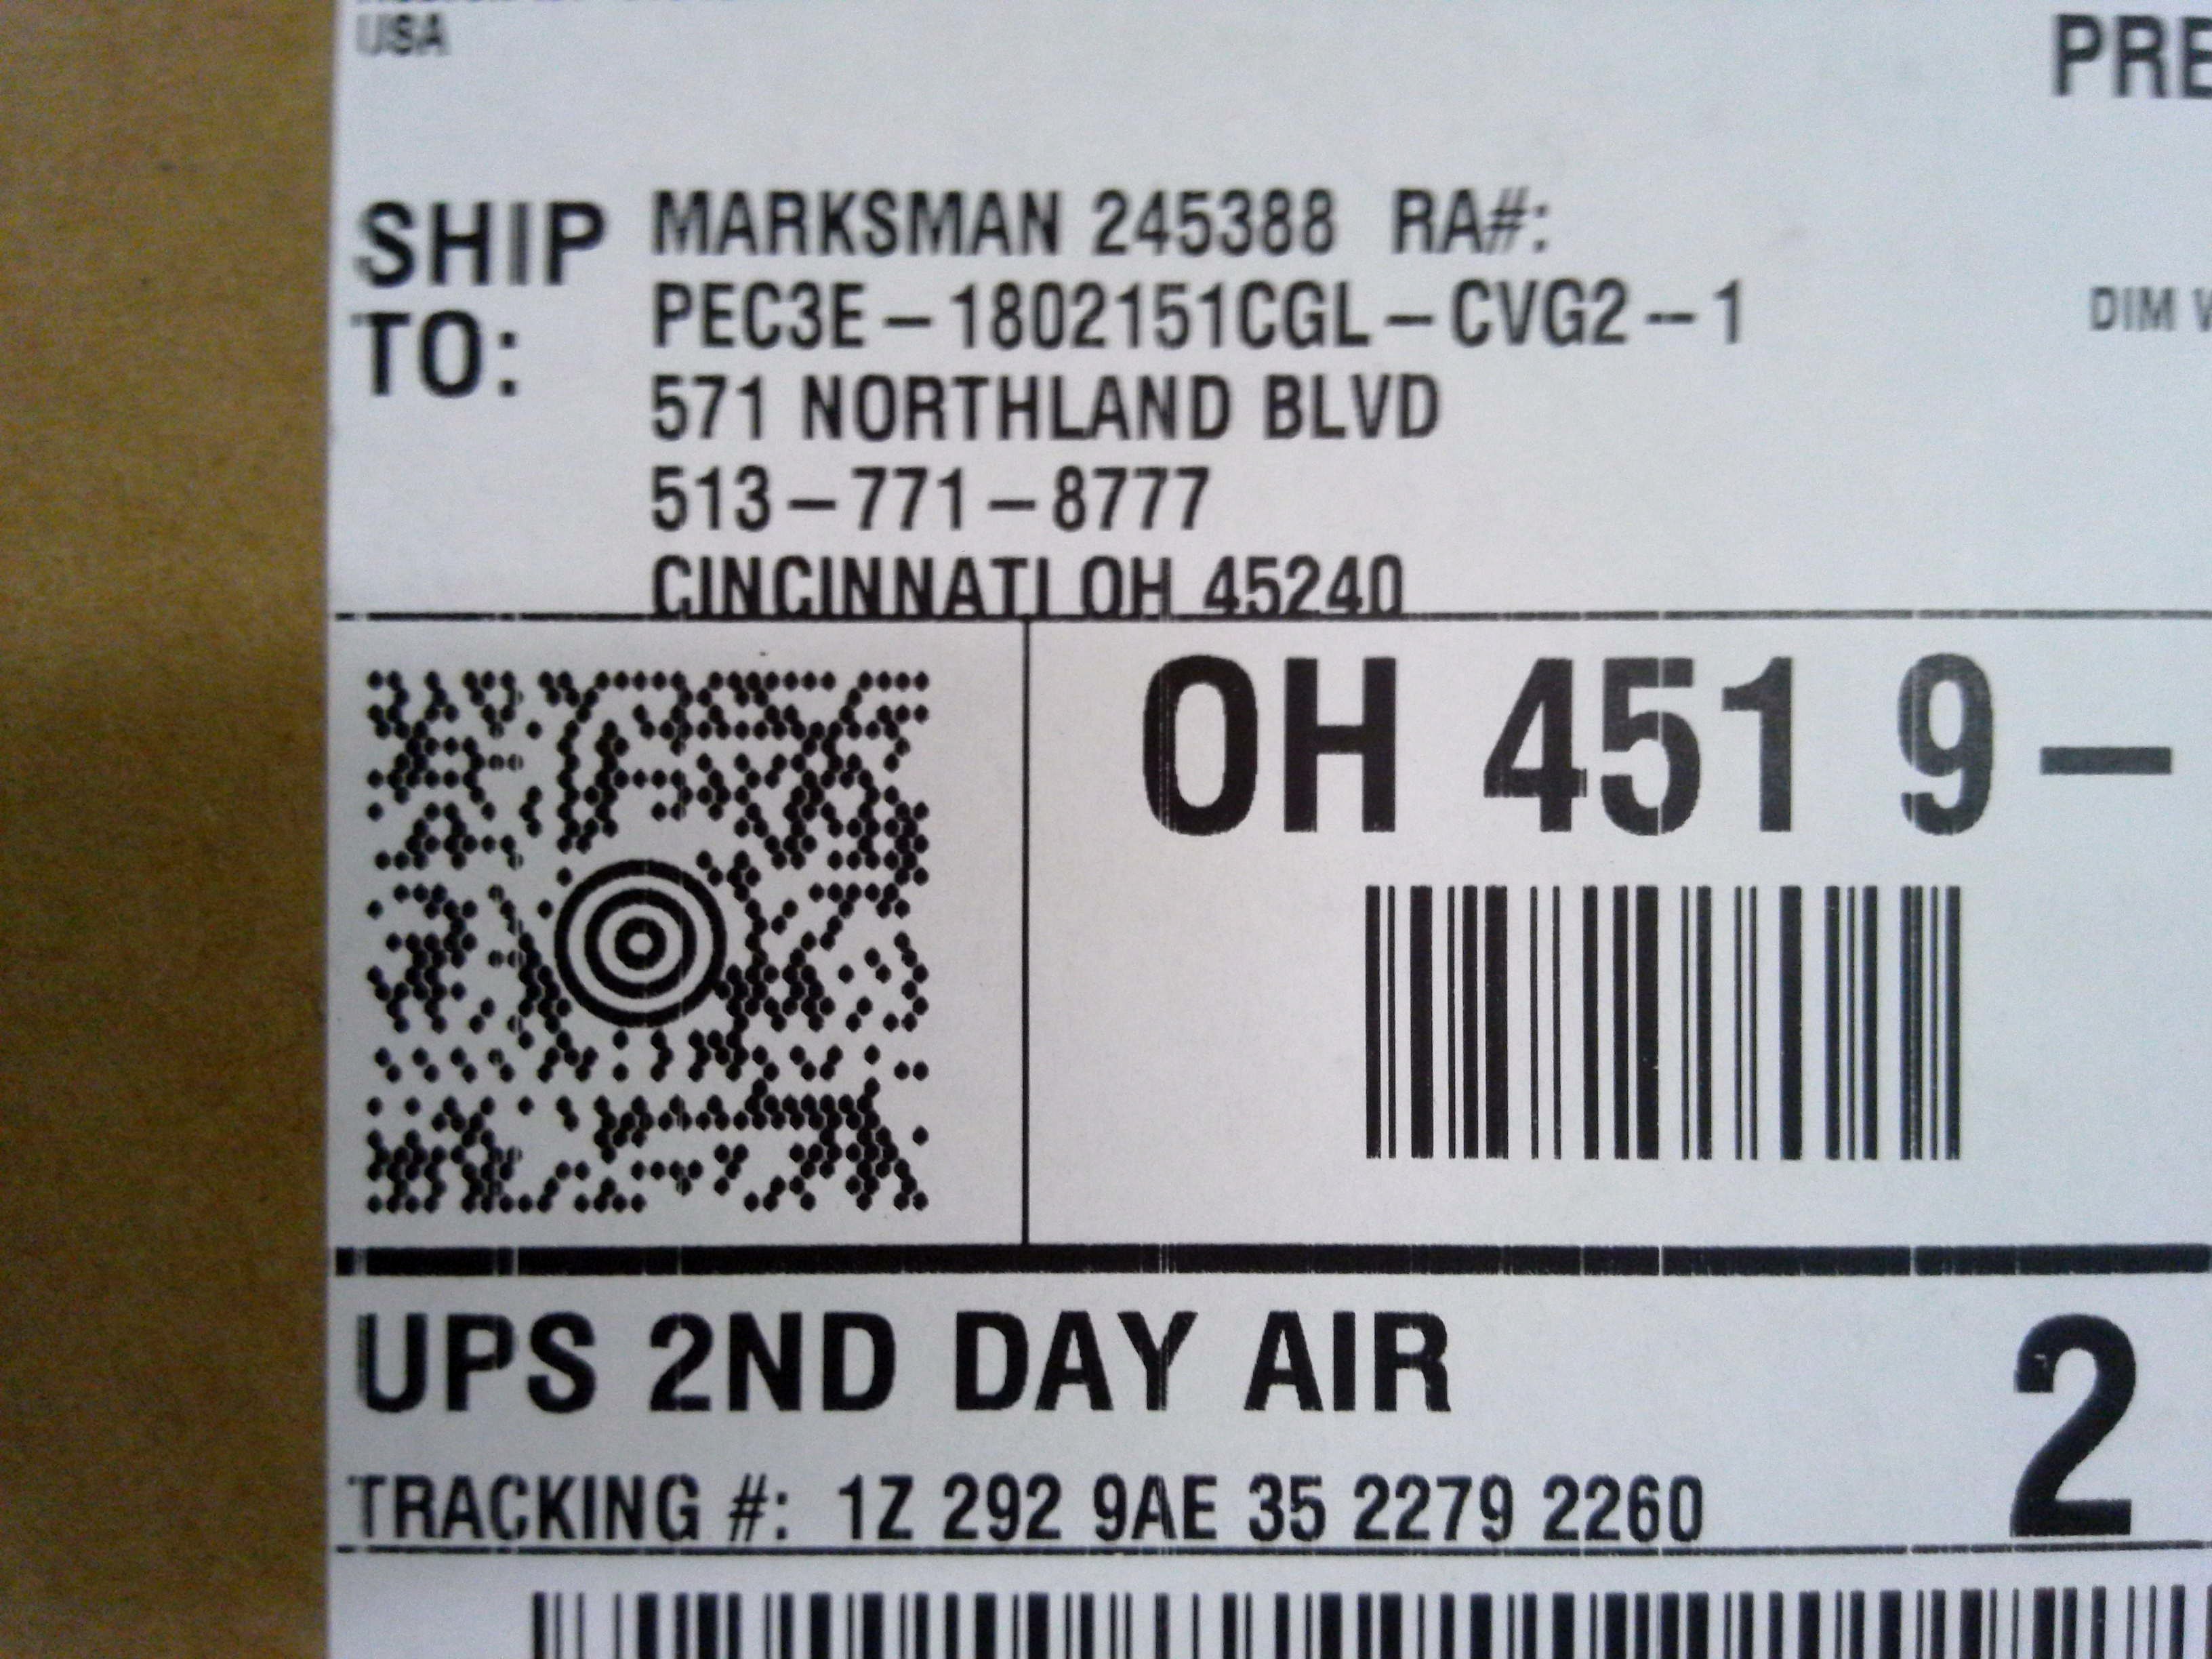 USA
PRE
SHIP TO:
MARKSMAN 245388 RA#:
PEC3E-1802151CGL-CVG2--1
DIM
571 NORTHLAND BLVD
513-771-8777
CINCINNATI OH 45240
OH 451 9-
UPS 2ND DAY AIR
2
TRACKING #: 1Z 292 9AE 35 2279 2260